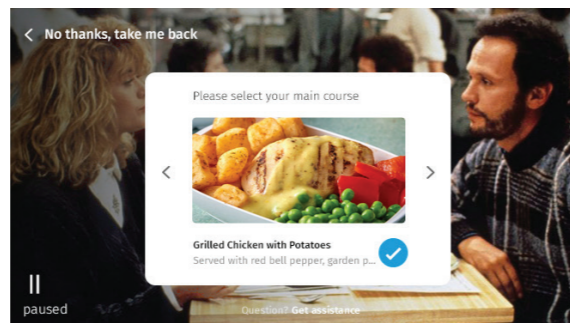 No thanks, take me back
Please select your main course
Grilled Chicken with Potatoes
Served with red bell pepper, garden p...
paused
Question? Get assistance